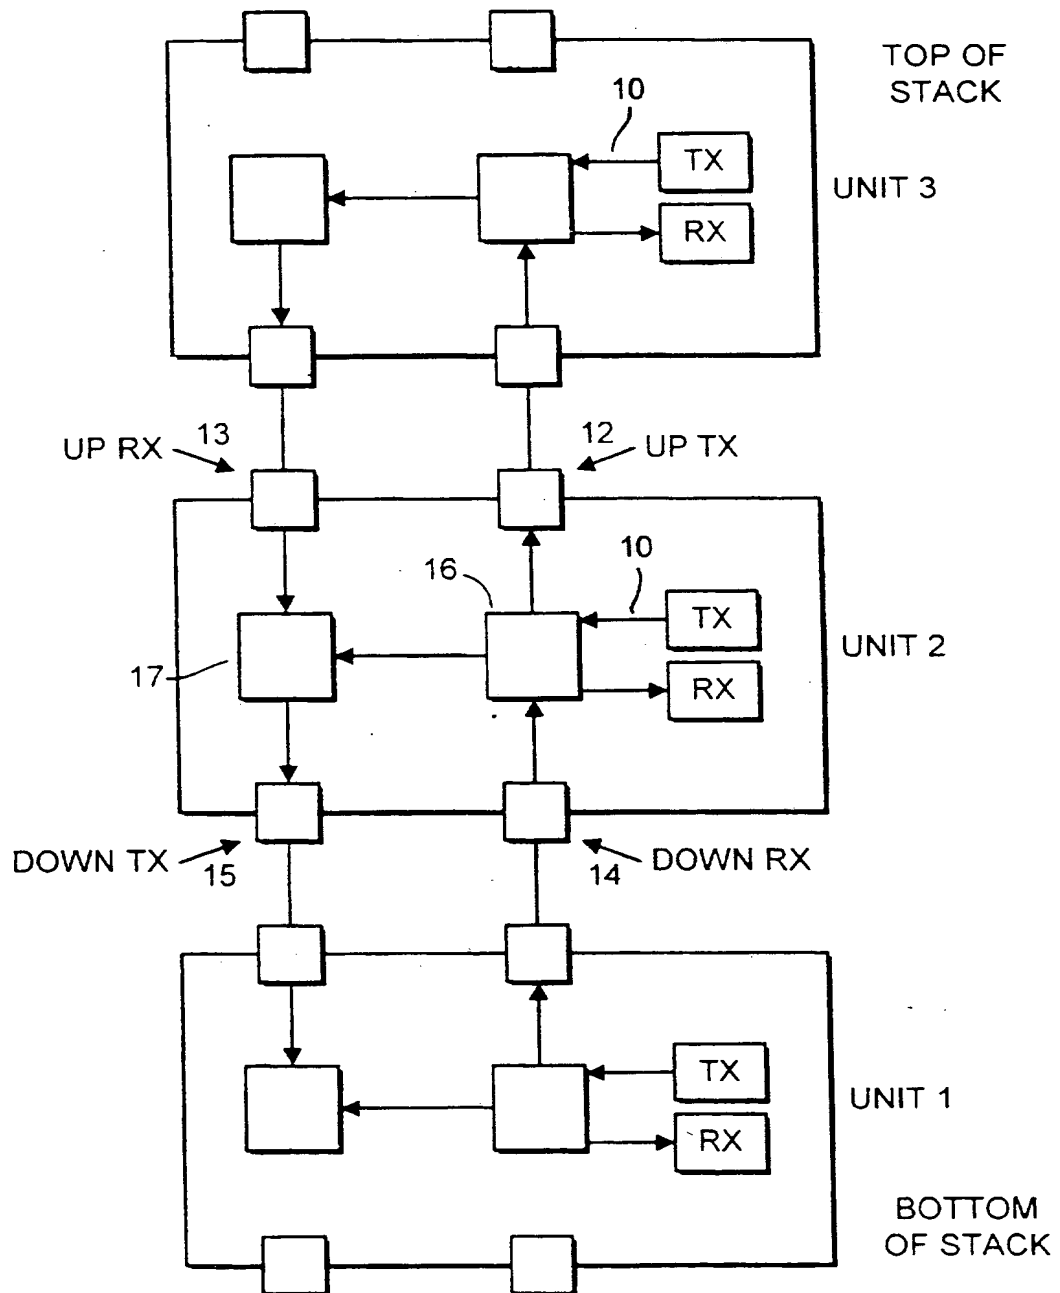 TOP OF
STACK
10
TX
UNIT 3
RX
UP RX
13
12
UP TX
16
10
TX
UNIT 2
17
RX
DOWN TX
15
14
DOWN RX
TX
UNIT 1
RX
BOTTOM
OF STACK